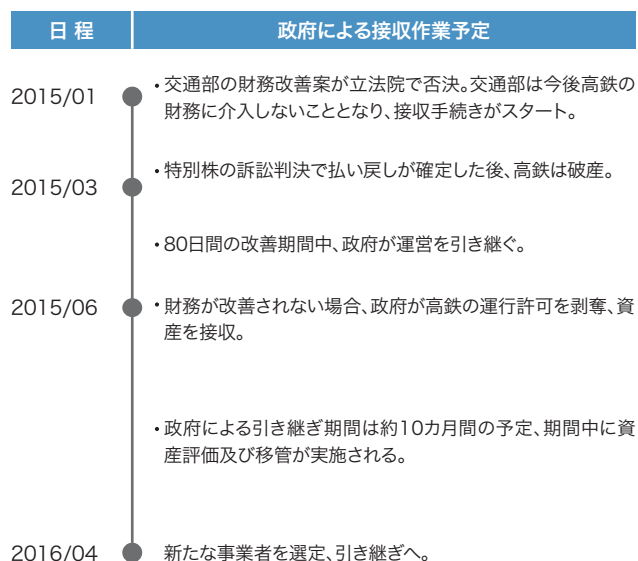 日 程
政府による接収作業予定
2015/01
・交通部の財務改善案が立法院で否決。交通部は今後高鉄の
財務に介入しないこととなり、接収手続きがスタート。
2015/03
・特別株の訴訟判決で払い戻しが確定した後、高鉄は破産。
・80日間の改善期間中、政府が運営を引き継ぐ。
2015/06
・財務が改善されない場合、政府が高鉄の運行許可を剥奪、資
産を接収。
・政府による引き継ぎ期間は約10カ月間の予定、期間中に資
産評価及び移管が実施される。
2016/04
新たな事業者を選定、引き継ぎへ。